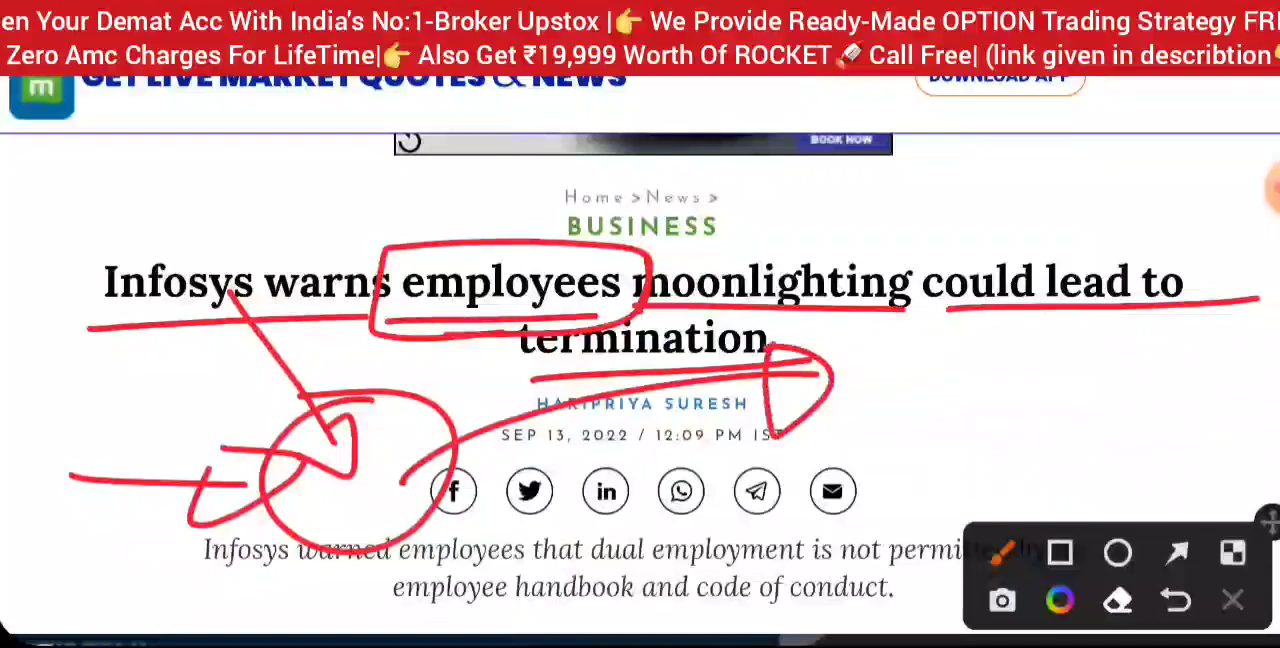 en Your Demat Acc With India's No:1-Broker Upstox |👉 We Provide Ready-Made OPTION Trading Strategy FR
Zero Amc Charges For LifeTime|👉 Also Get ₹19,999 Worth Of ROCKET🚀 Call Free| (link given in describtion
m GET LIVE MARKET QUOTES & NEWS DOWNLOAD APP
BOOK NOW
Home > News >
BUSINESS
Infosys warns employees moonlighting could lead to
termination
HARIPRIYA SURESH
SEP 13, 2022 / 12:09 PM IST
Infosys warned employees that dual employment is not
employee handbook and code of conduct.